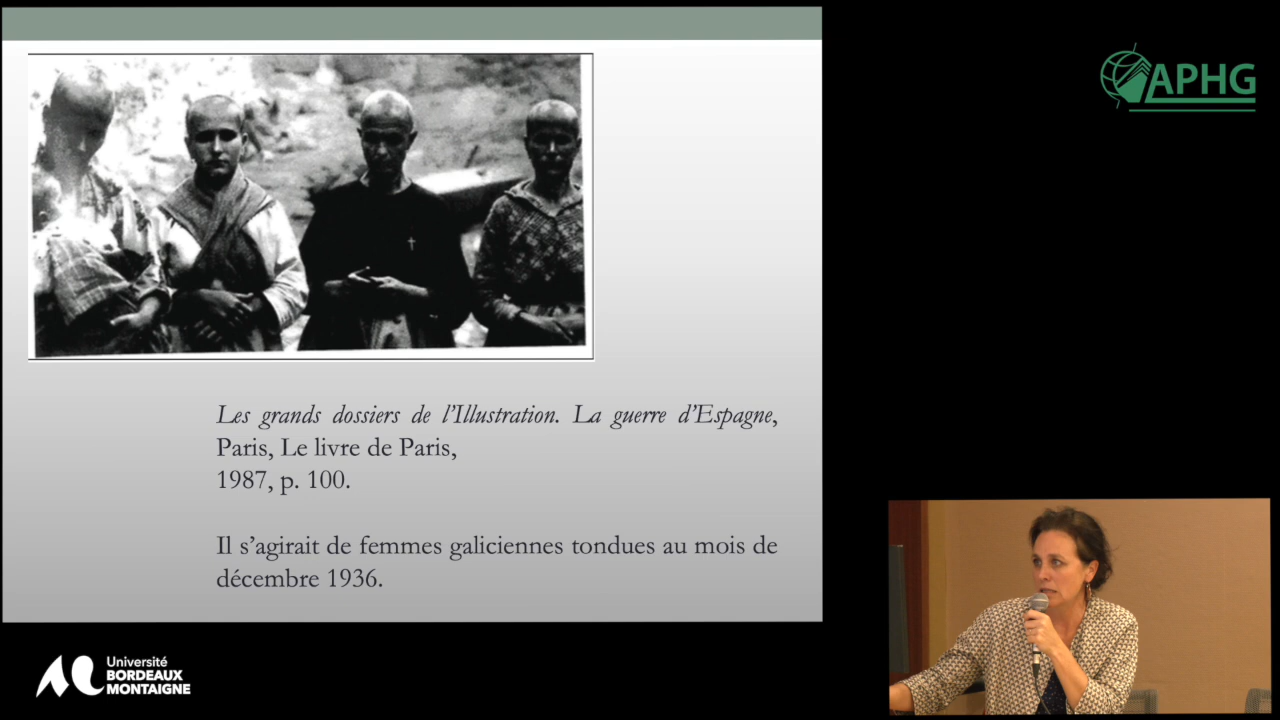 APHG
Les grands dossiers de l'Illustration. La guerre d'Espagne,
Paris, Le livre de Paris,
1987, p. 100.
Il s'agirait de femmes galiciennes tondues au mois de
décembre 1936.
Université
BORDEAUX
MONTAIGNE